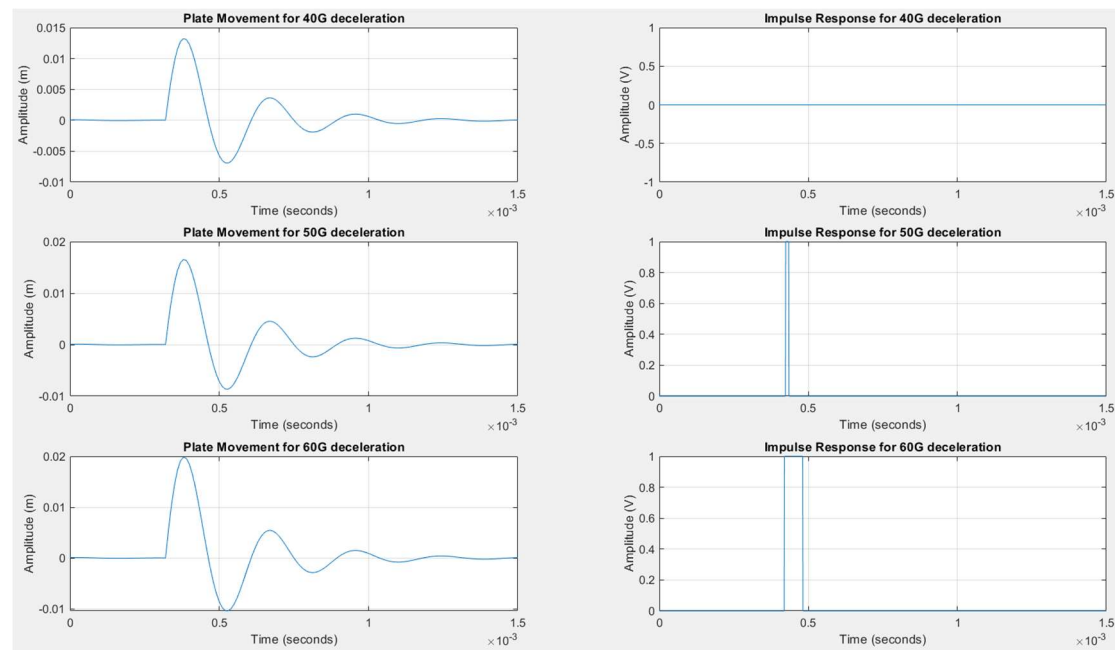 Plate Movement for 40G deceleration
0.015
0.01
0.005
0
-0.005
-0.01
Amplitude (m)
0 0.5 1 1.5
Time (seconds)
×10-3
Impulse Response for 40G deceleration
1
0.5
0
-0.5
-1
Amplitude (V)
0 0.5 1 1.5
Time (seconds)
×10-3
Plate Movement for 50G deceleration
0.02
0.01
0
-0.01
Amplitude (m)
0 0.5 1 1.5
Time (seconds)
×10-3
Impulse Response for 50G deceleration
1
0.8
0.6
0.4
0.2
0
Amplitude (V)
0 0.5 1 1.5
Time (seconds)
×10-3
Plate Movement for 60G deceleration
0.02
0.01
0
-0.01
Amplitude (m)
0 0.5 1 1.5
Time (seconds)
×10-3
Impulse Response for 60G deceleration
1
0.8
0.6
0.4
0.2
0
Amplitude (V)
0 0.5 1 1.5
Time (seconds)
×10-3